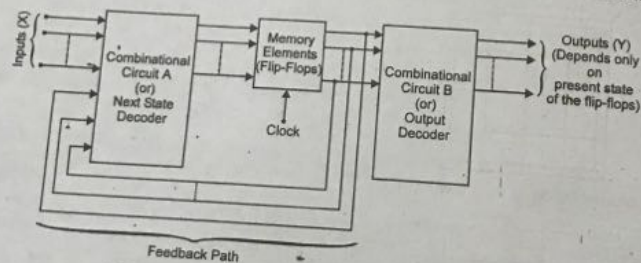 Inputs (X)
Combinational
Circuit A
(or)
Next State
Decoder
Memory
Elements
(Flip-Flops)
Clock
Combinational
Circuit B
(or)
Output
Decoder
Outputs (Y)
(Depends only
on
present state
of the flip-flops)
Feedback Path